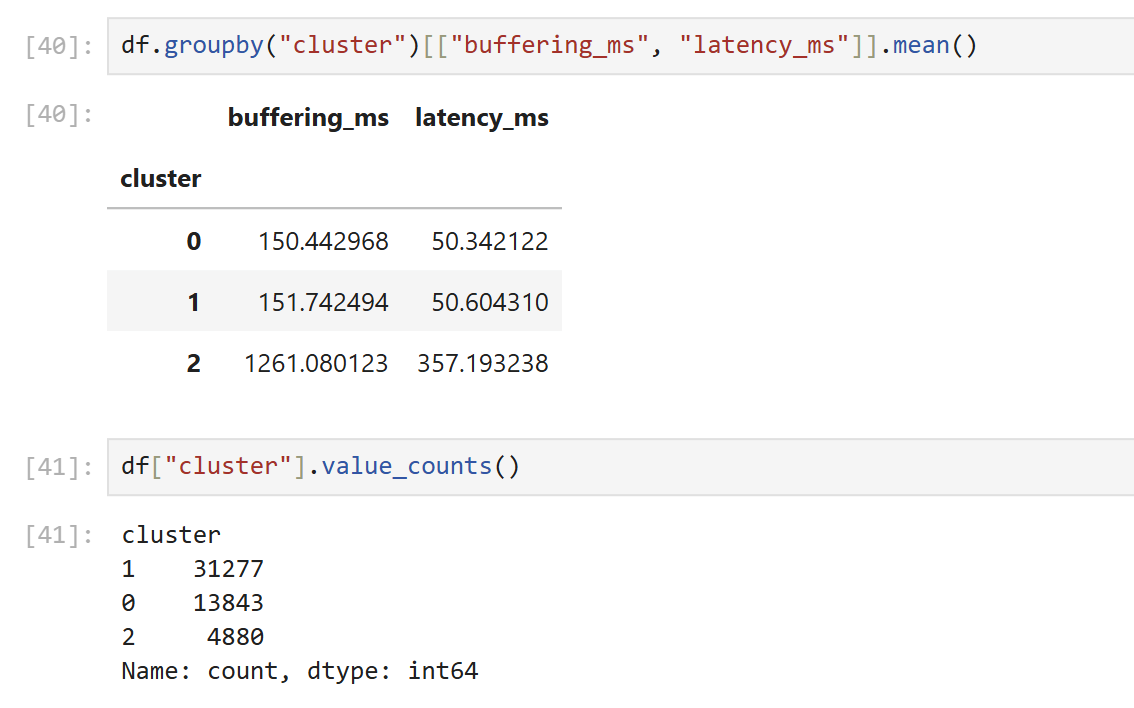 [40]: df.groupby("cluster")[["buffering_ms", "latency_ms"]].mean()
[40]: buffering_ms latency_ms
cluster
0 150.442968 50.342122
1 151.742494 50.604310
2 1261.080123 357.193238
[41]: df["cluster"].value_counts()
[41]: cluster
1 31277
0 13843
2 4880
Name: count, dtype: int64